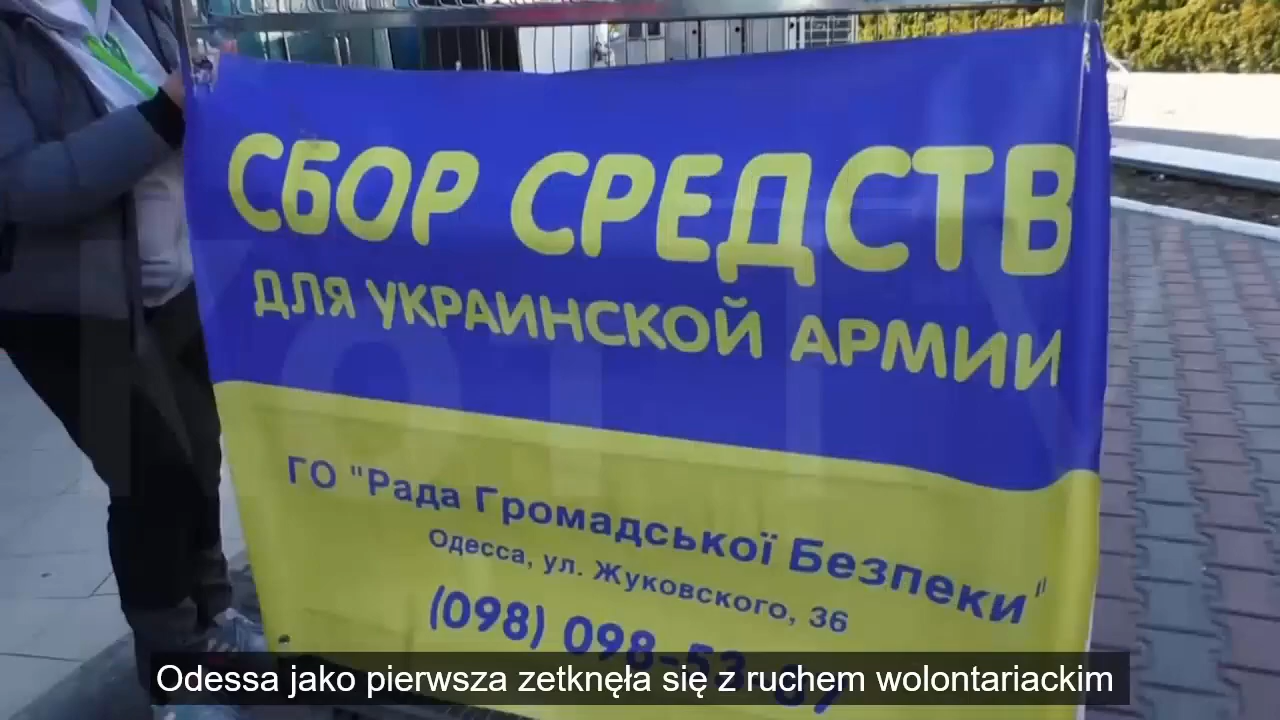 СБОР СРЕДСТВ
ДЛЯ УКРАИНСКОЙ АРМИИ
ГО "Рада Громадської Безпеки"
Одесса, ул. Жуковского, 36
(098) 098-53-67
Odessa jako pierwsza zetknęła się z ruchem wolontariackim